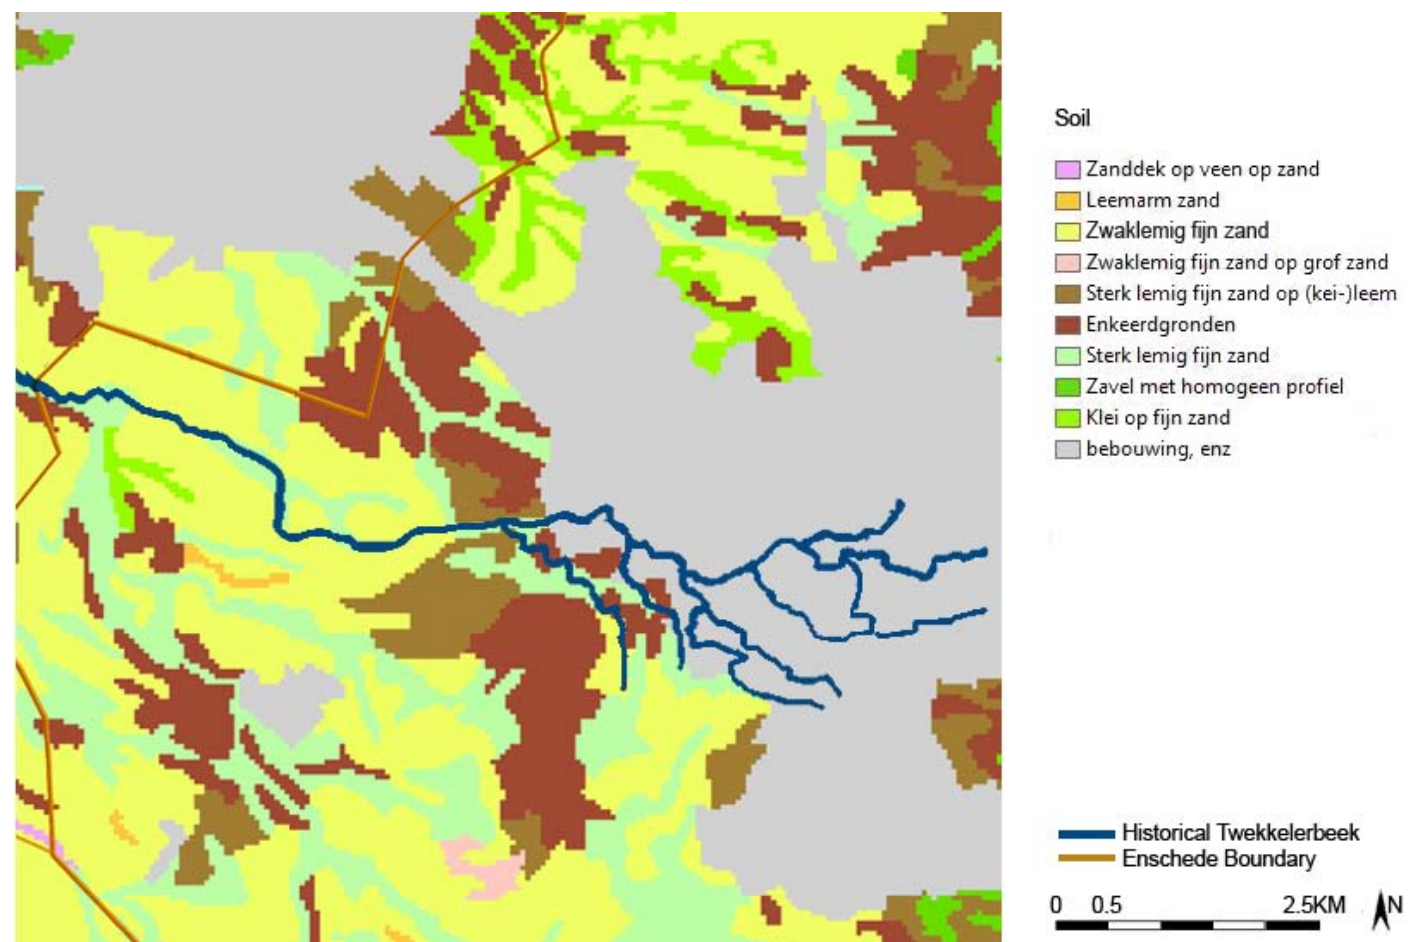 Soil
Zanddek op veen op zand
Leemarm zand
Zwaklemig fijn zand
Zwaklemig fijn zand op grof zand
Sterk lemig fijn zand op (kei-)leem
Enkeerdgronden
Sterk lemig fijn zand
Zavel met homogeen profiel
Klei op fijn zand
bebouwing, enz
Historical Twekkelerbeek
Enschede Boundary
0 0.5 2.5KM N